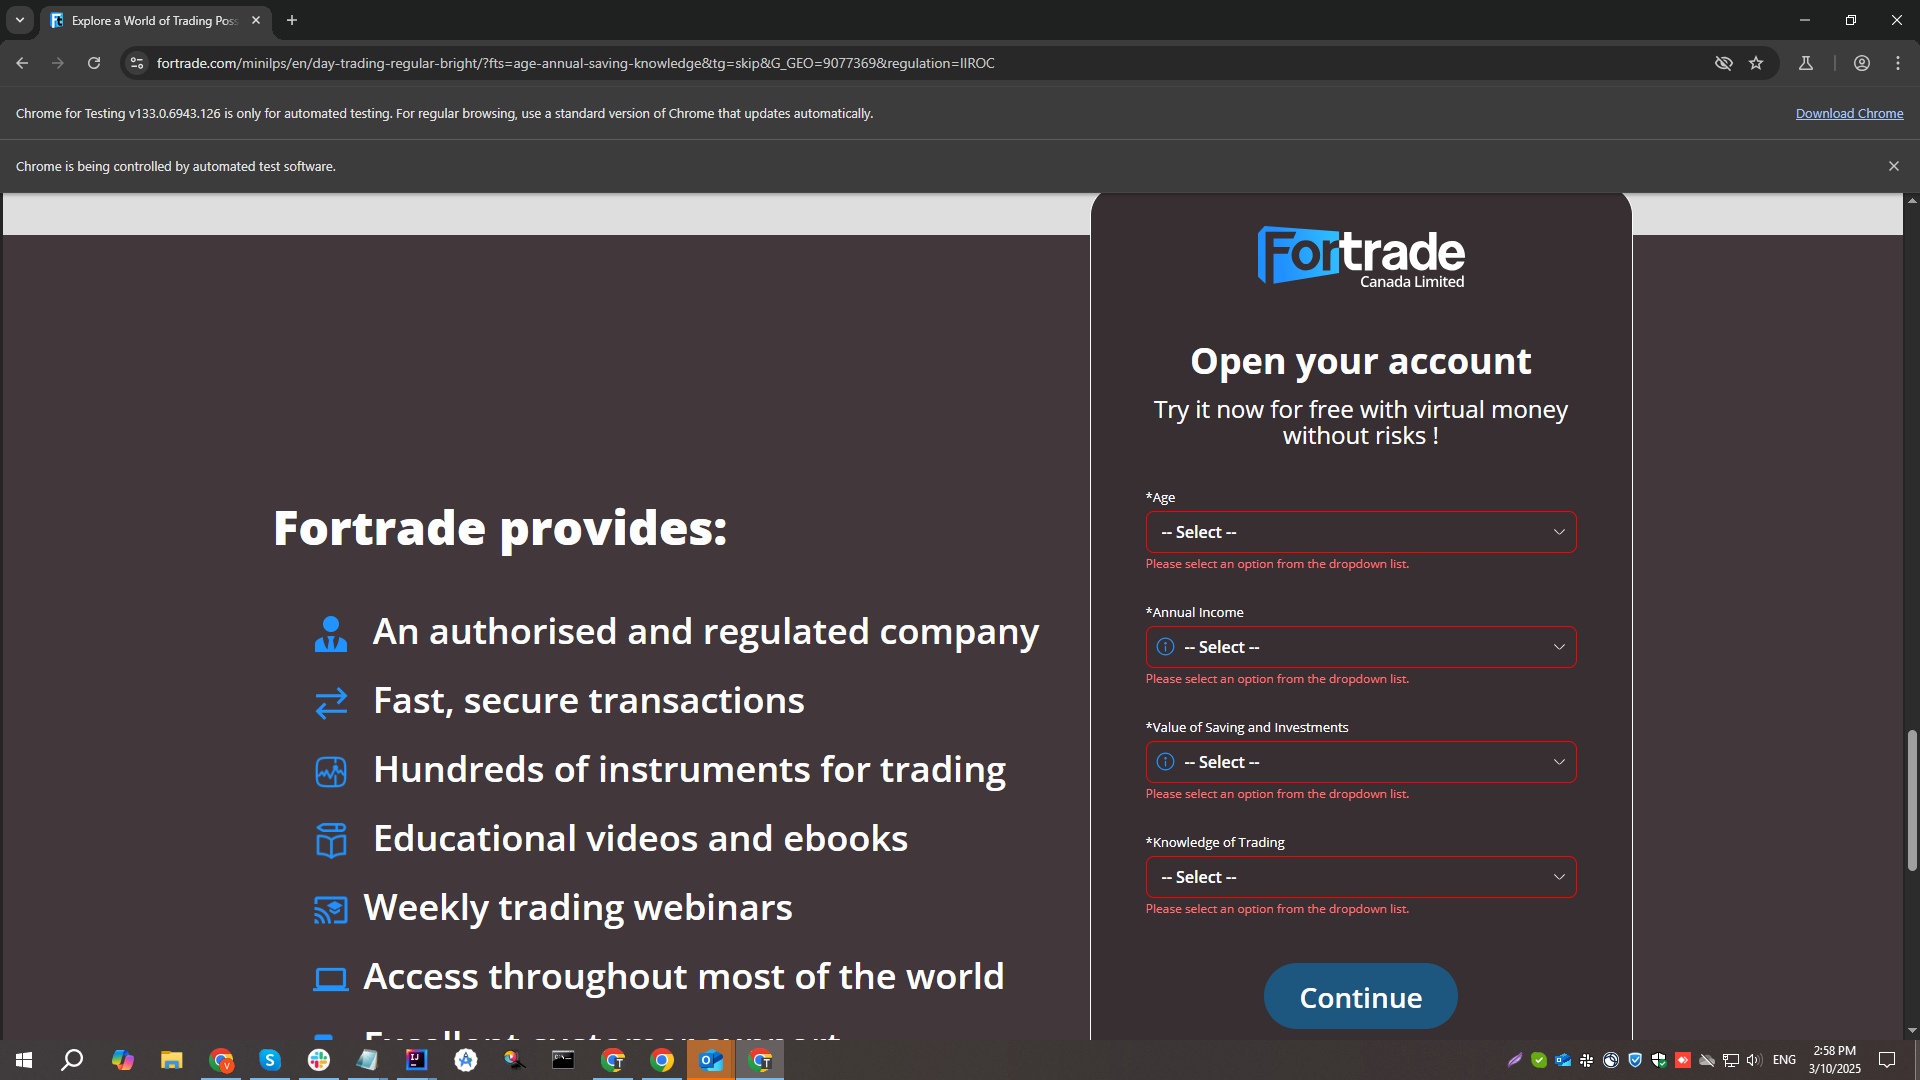 Explore a World of Trading Poss
fortrade.com/minilps/en/day-trading-regular-bright/?fts=age-annual-saving-knowledge&tg=skip&G_GEO=9077369&regulation=IIROC
Chrome for Testing v133.0.6943.126 is only for automated testing. For regular browsing, use a standard version of Chrome that updates automatically.
Download Chrome
Chrome is being controlled by automated test software.
Fortrade
Canada Limited
Open your account
Try it now for free with virtual money
without risks !
*Age
-- Select --
Please select an option from the dropdown list.
*Annual Income
-- Select --
Please select an option from the dropdown list.
*Value of Saving and Investments
-- Select --
Please select an option from the dropdown list.
*Knowledge of Trading
-- Select --
Please select an option from the dropdown list.
Continue
Fortrade provides:
An authorised and regulated company
Fast, secure transactions
Hundreds of instruments for trading
Educational videos and ebooks
Weekly trading webinars
Access throughout most of the world
Excellent customer support
ENG
2:58 PM
3/10/2025